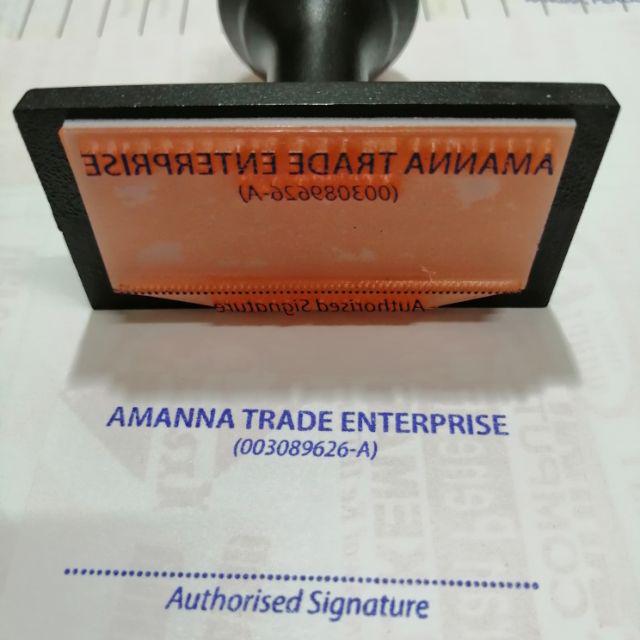 AMANNA TRADE ENTERPRISE
(003089626-A)
Authorised Signature
AMANNA TRADE ENTERPRISE
(003089626-A)
Authorised Signature